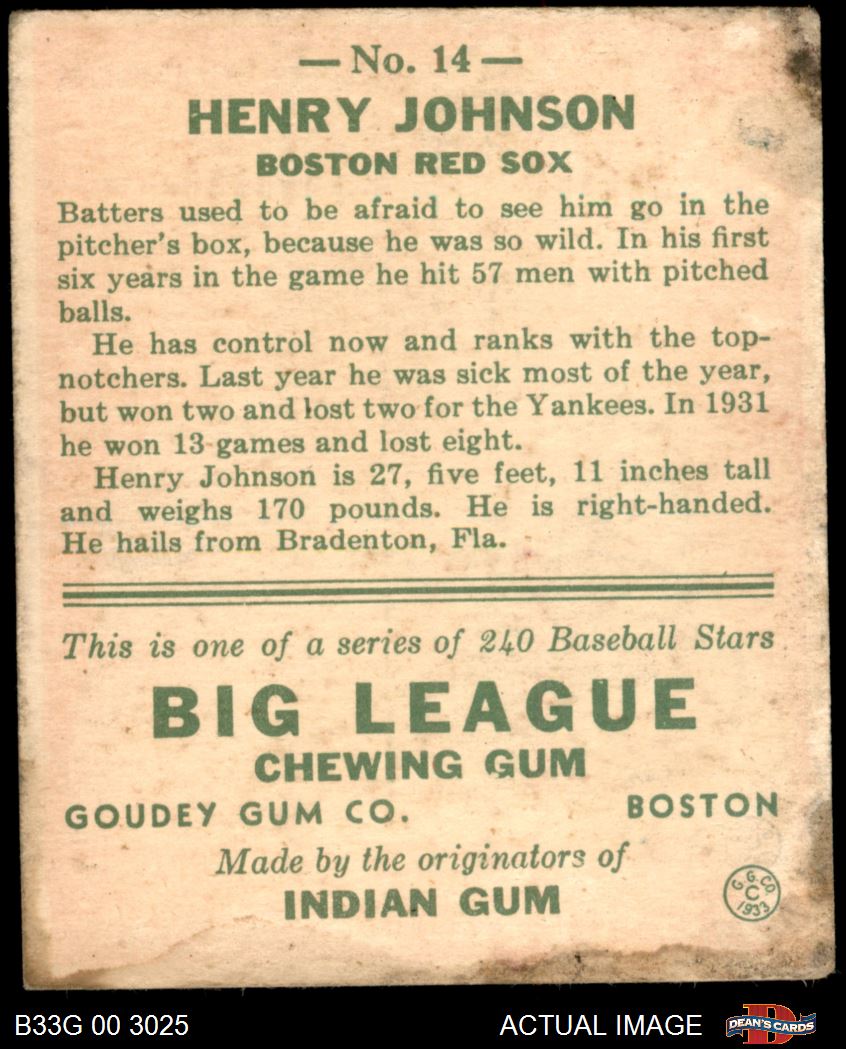 — No. 14 —
HENRY JOHNSON
BOSTON RED SOX
Batters used to be afraid to see him go in the
pitcher's box, because he was so wild. In his first
six years in the game he hit 57 men with pitched
balls.
He has control now and ranks with the top-
notchers. Last year he was sick most of the year,
but won two and lost two for the Yankees. In 1931
he won 13 games and lost eight.
Henry Johnson is 27, five feet, 11 inches tall
and weighs 170 pounds. He is right-handed.
He hails from Bradenton, Fla.
This is one of a series of 240 Baseball Stars
BIG LEAGUE
CHEWING GUM
GOUDEY GUM CO. BOSTON
Made by the originators of
INDIAN GUM
G. G. CO.
C
1933
B33G 00 3025 ACTUAL IMAGE
D
DEAN'S CARDS